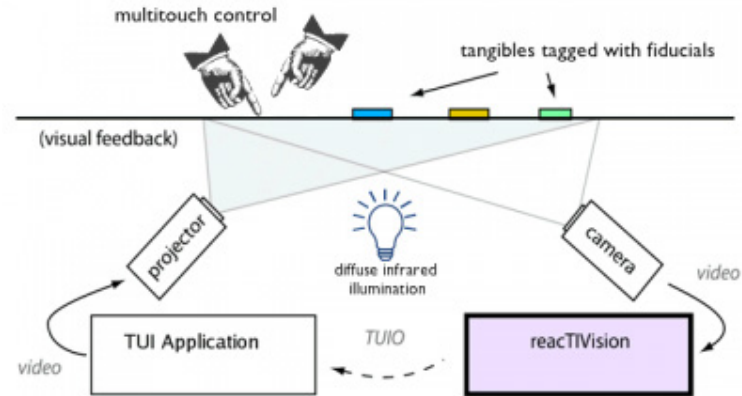 multitouch control
tangibles tagged with fiducials
(visual feedback)
projector
camera
diffuse infrared
illumination
video
TUI Application
TUIO
reacTIVision
video